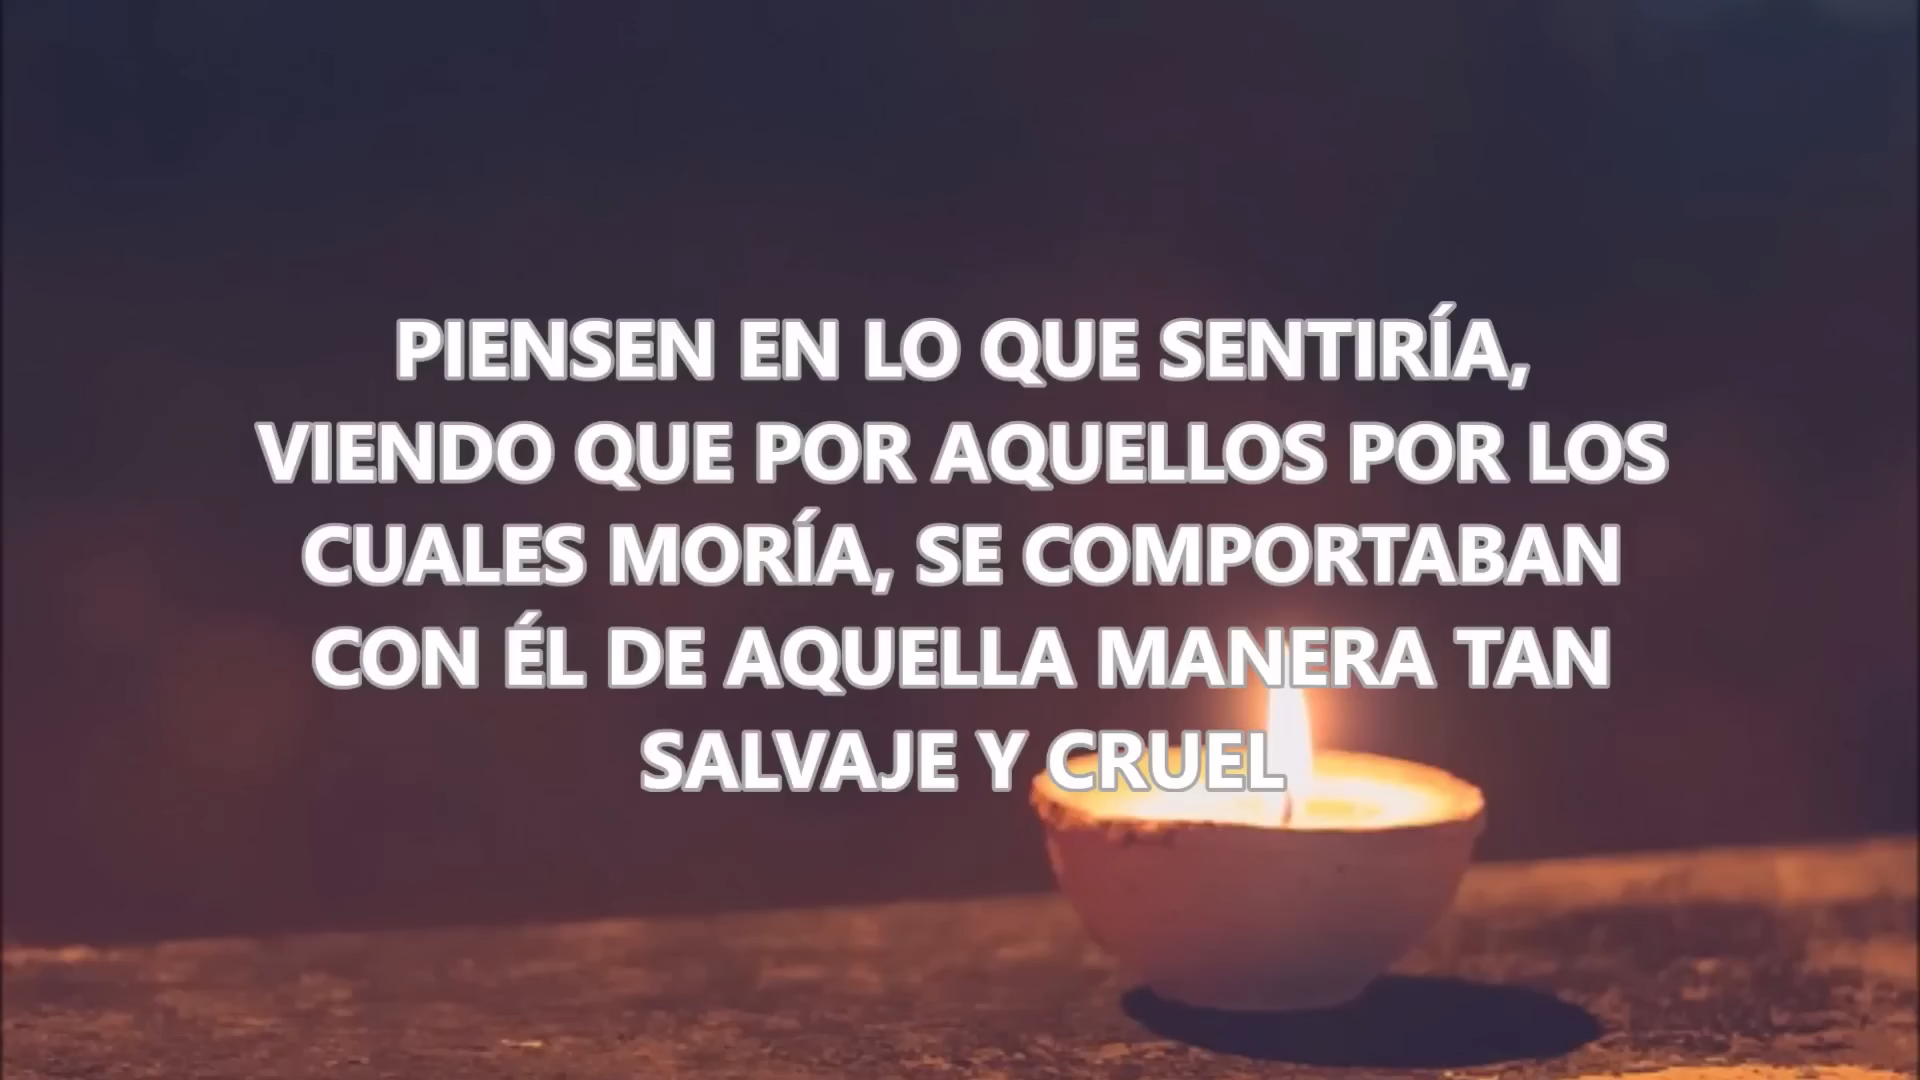 PIENSEN EN LO QUE SENTIRÍA,
VIENDO QUE POR AQUELLOS POR LOS
CUALES MORÍA, SE COMPORTABAN
CON ÉL DE AQUELLA MANERA TAN
SALVAJE Y CRUEL